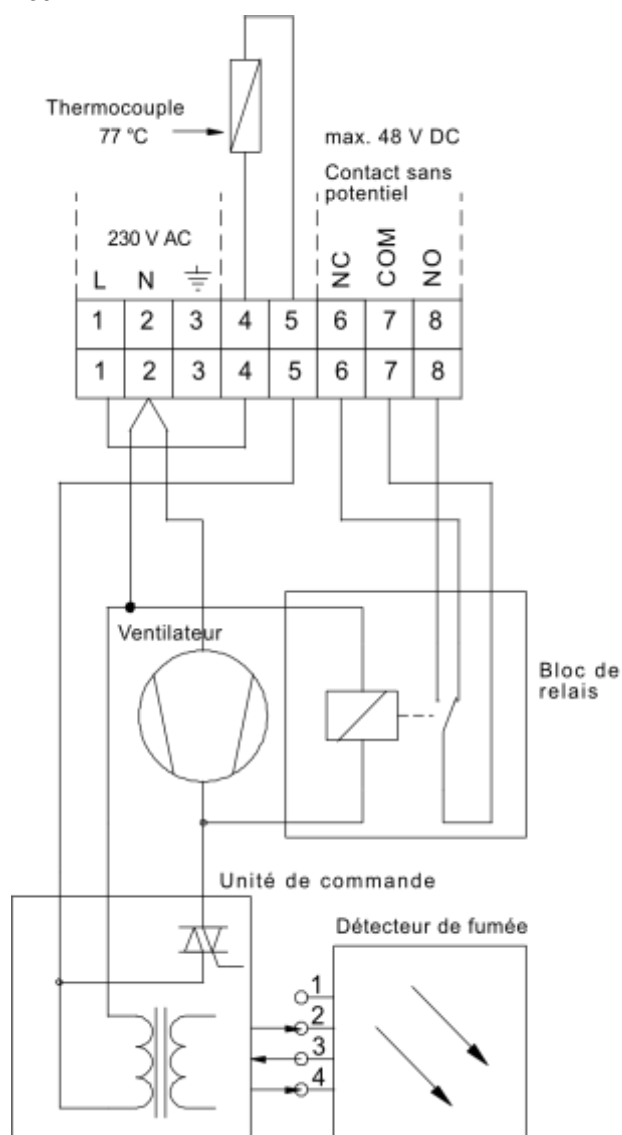 Thermocouple
77 °C
max. 48 V DC
Contact sans
potentiel
230 V AC
L N
NC COM NO
1 2 3 4 5 6 7 8
1 2 3 4 5 6 7 8
Ventilateur
Bloc de
relais
Unité de commande
Détecteur de fumée
1
2
3
4